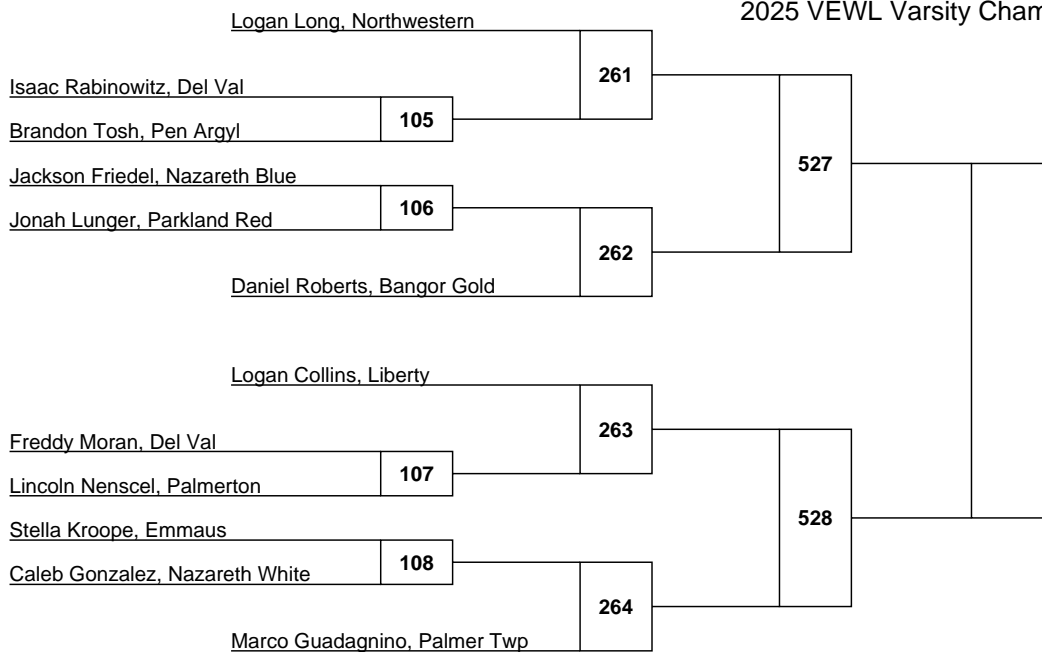 2025 VEWL Varsity Cham
Logan Long, Northwestern
261
Isaac Rabinowitz, Del Val
105
Brandon Tosh, Pen Argyl
527
Jackson Friedel, Nazareth Blue
106
Jonah Lunger, Parkland Red
262
Daniel Roberts, Bangor Gold
Logan Collins, Liberty
263
Freddy Moran, Del Val
107
Lincoln Nenscel, Palmerton
528
Stella Kroope, Emmaus
108
Caleb Gonzalez, Nazareth White
264
Marco Guadagnino, Palmer Twp